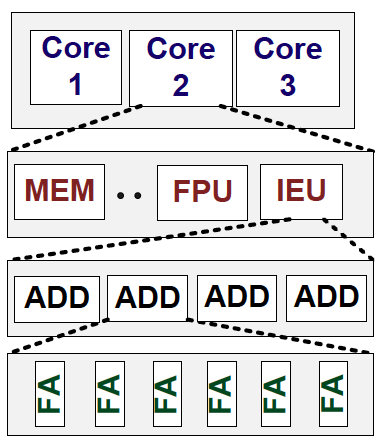 Core 1 Core 2 Core 3
MEM .. FPU IEU
ADD ADD ADD ADD
FA FA FA FA FA FA